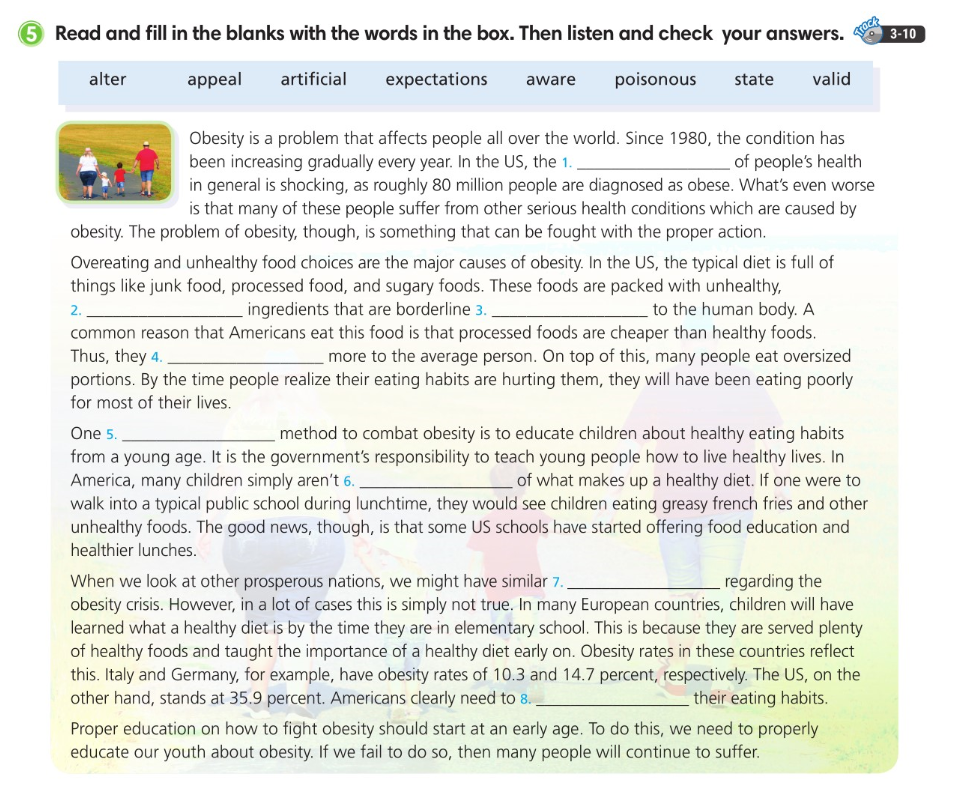 5 Read and fill in the blanks with the words in the box. Then listen and check your answers. Track 3-10
alter appeal artificial expectations aware poisonous state valid
Obesity is a problem that affects people all over the world. Since 1980, the condition has
been increasing gradually every year. In the US, the 1. _________________ of people's health
in general is shocking, as roughly 80 million people are diagnosed as obese. What's even worse
is that many of these people suffer from other serious health conditions which are caused by
obesity. The problem of obesity, though, is something that can be fought with the proper action.
Overeating and unhealthy food choices are the major causes of obesity. In the US, the typical diet is full of
things like junk food, processed food, and sugary foods. These foods are packed with unhealthy,
2. _________________ ingredients that are borderline 3. _________________ to the human body. A
common reason that Americans eat this food is that processed foods are cheaper than healthy foods.
Thus, they 4. _________________ more to the average person. On top of this, many people eat oversized
portions. By the time people realize their eating habits are hurting them, they will have been eating poorly
for most of their lives.
One 5. _________________ method to combat obesity is to educate children about healthy eating habits
from a young age. It is the government's responsibility to teach young people how to live healthy lives. In
America, many children simply aren't 6. _________________ of what makes up a healthy diet. If one were to
walk into a typical public school during lunchtime, they would see children eating greasy french fries and other
unhealthy foods. The good news, though, is that some US schools have started offering food education and
healthier lunches.
When we look at other prosperous nations, we might have similar 7. _________________ regarding the
obesity crisis. However, in a lot of cases this is simply not true. In many European countries, children will have
learned what a healthy diet is by the time they are in elementary school. This is because they are served plenty
of healthy foods and taught the importance of a healthy diet early on. Obesity rates in these countries reflect
this. Italy and Germany, for example, have obesity rates of 10.3 and 14.7 percent, respectively. The US, on the
other hand, stands at 35.9 percent. Americans clearly need to 8. _________________ their eating habits.
Proper education on how to fight obesity should start at an early age. To do this, we need to properly
educate our youth about obesity. If we fail to do so, then many people will continue to suffer.